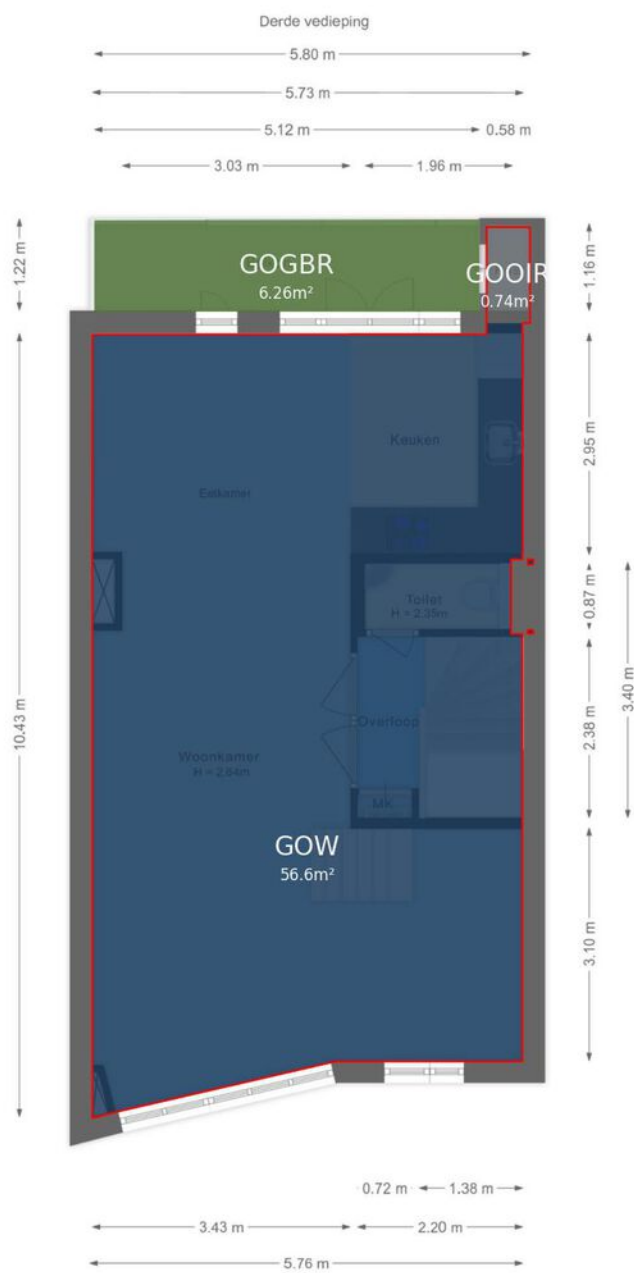 Derde vedieping
5.80 m
5.73 m
5.12 m
0.58 m
3.03 m
1.96 m
1.22 m
GOGBR
6.26m²
GOOIR
0.74m²
1.16 m
Keuken
2.95 m
Eetkamer
Toilet
H = 2.35m
0.87 m
3.40 m
10.43 m
Overloop
2.38 m
Woonkamer
H = 2.64m
Mk
GOW
56.6m²
3.10 m
0.72 m
1.38 m
3.43 m
2.20 m
5.76 m